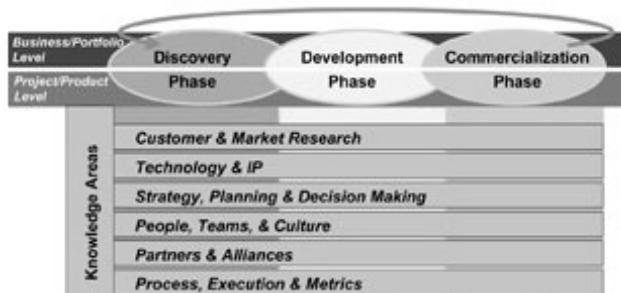 Business/Portfolio
Level
Discovery
Phase
Development
Phase
Commercialization
Phase
Project/Product
Level
Knowledge Areas
Customer & Market Research
Technology & IP
Strategy, Planning & Decision Making
People, Teams, & Culture
Partners & Alliances
Process, Execution & Metrics